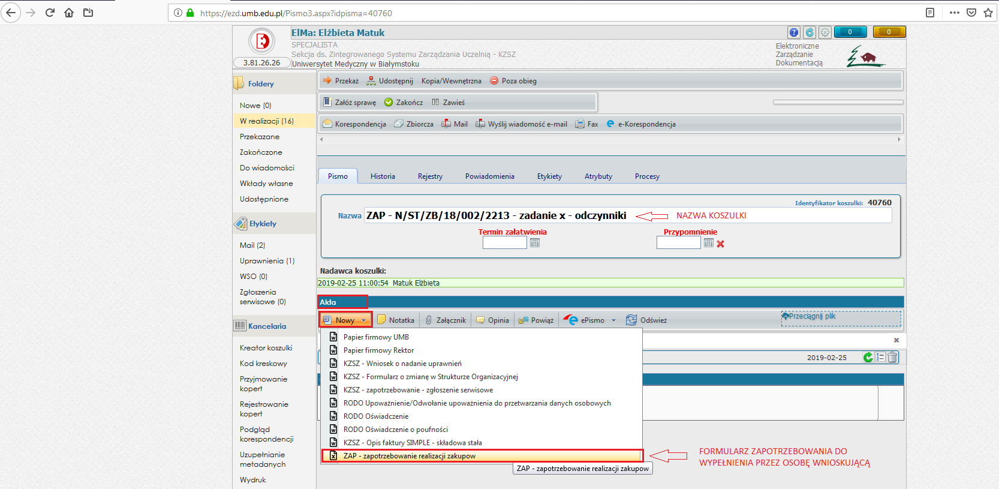 https://ezd.umb.edu.pl/Pismo3.aspx?idpisma=40760
ElMa: Elżbieta Matuk
0
0
SPECJALISTA
Sekcja ds. Zintegrowanego Systemu Zarządzania Uczelnią - KZSZ
Uniwersytet Medyczny w Białymstoku
3.81.26.26
Elektroniczne
Zarządzanie
Dokumentacją
Foldery
Nowe (0)
W realizacji (16)
Przekazane
Zakończone
Do wiadomości
Wkłady własne
Udostępnione
Etykiety
Mail (2)
Uprawnienia (1)
WSO (0)
Zgłoszenia
serwisowe (0)
Kancelaria
Kreator koszulki
Kod kreskowy
Przyjmowanie
kopert
Rejestrowanie
kopert
Podgląd
korespondencji
Uzupełnianie
metadanych
Wydruk
Przekaż Udostępnij Kopia/Wewnętrzna Poza obieg
Załóż sprawę Zakończ Zawieś
Korespondencja Zbiorcza Mail Wyślij wiadomość e-mail Fax e-Korespondencja
Pismo Historia Rejestry Powiadomienia Etykiety Atrybuty Procesy
Identyfikator koszulki: 40760
Nazwa ZAP - N/ST/ZB/18/002/2213 - zadanie x - odczynniki NAZWA KOSZULKI
Termin załatwienia Przypomnienie
Nadawca koszulki:
2019-02-25 11:00:54 Matuk Elżbieta
Akta
Nowy Notatka Załącznik Opinia Powiąż ePismo Odśwież Przeciągnij plik
Papier firmowy UMB
Papier firmowy Rektor
KZSZ - Wniosek o nadanie uprawnień
KZSZ - Formularz o zmianę w Strukturze Organizacyjnej
KZSZ - zapotrzebowanie - zgłoszenie serwisowe
RODO Upoważnienie/Odwołanie upoważnienia do przetwarzania danych osobowych
RODO Oświadczenie
RODO Oświadczenie o poufności
KZSZ - Opis faktury SIMPLE - składowa stała
ZAP - zapotrzebowanie realizacji zakupow
ZAP - zapotrzebowanie realizacji zakupow
2019-02-25
FORMULARZ ZAPOTRZEBOWANIA DO
WYPEŁNIENIA PRZEZ OSOBĘ WNIOSKUJĄCĄ